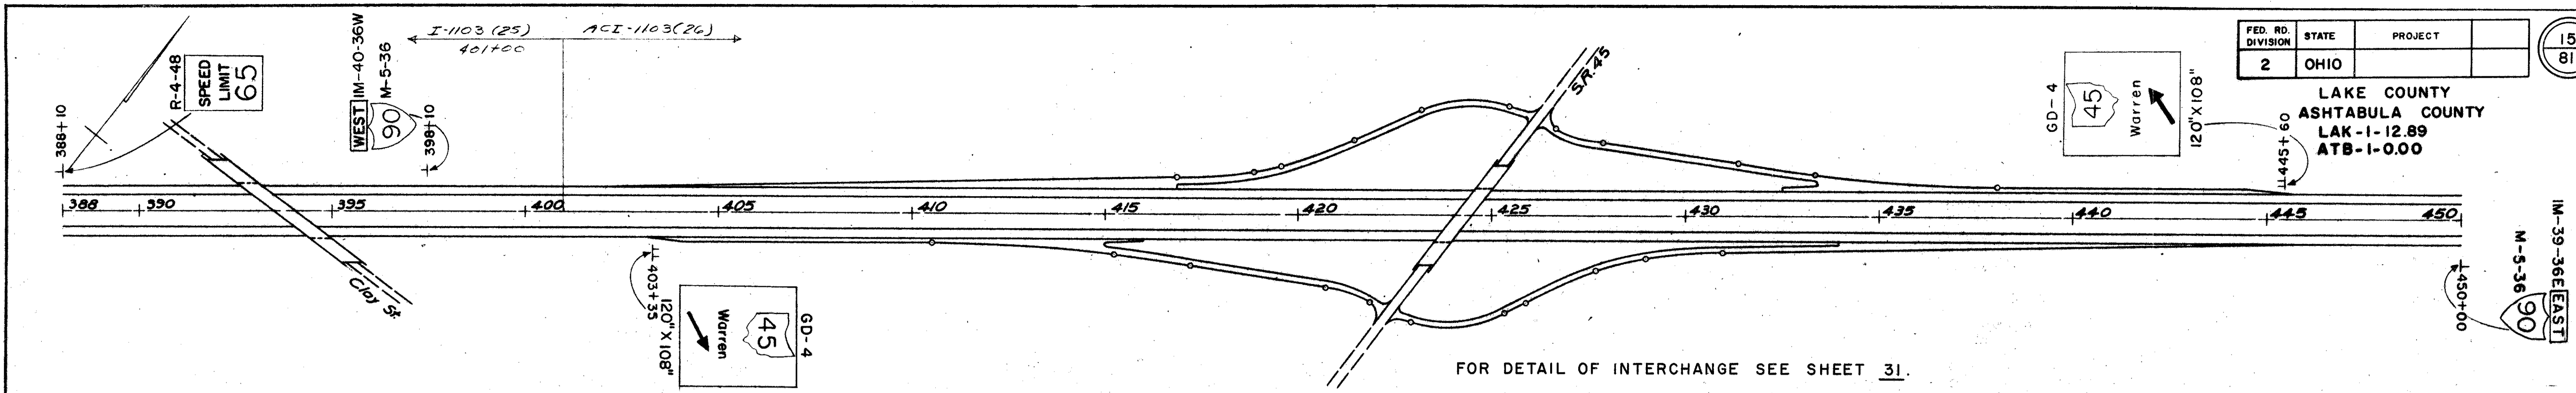 388+10
R-4-48
SPEED
LIMIT
65
WEST
IM-40-36W
90
M-5-36
398+10
I-1103 (25)
ACI-1103(26)
401+00
S.R. 45
GD-4
45
Warren
120"X108"
445+60
FED. RD. DIVISION
STATE
PROJECT
2
OHIO
15
81
LAKE COUNTY
ASHTABULA COUNTY
LAK-1-12.89
ATB-1-0.00
388
390
395
400
405
410
415
420
425
430
435
440
445
450
Clay St.
403+35
120"X108"
Warren
45
GD-4
450+00
IM-39-36E
EAST
M-5-36
90
FOR DETAIL OF INTERCHANGE SEE SHEET 31.